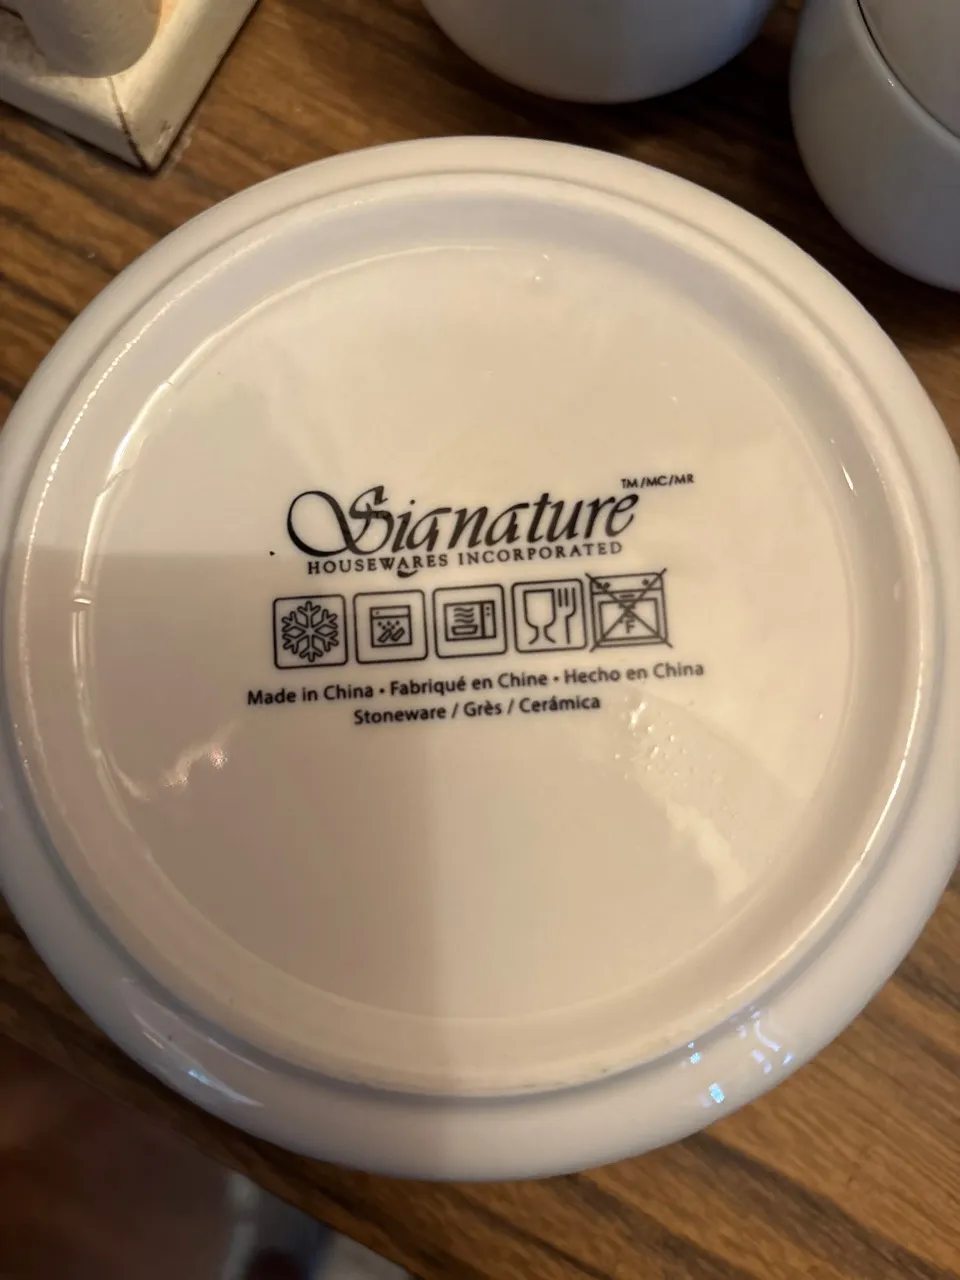 Signature TM/MC/MR
HOUSEWARES INCORPORATED
F
Made in China • Fabriqué en Chine • Hecho en China
Stoneware / Grès / Cerámica